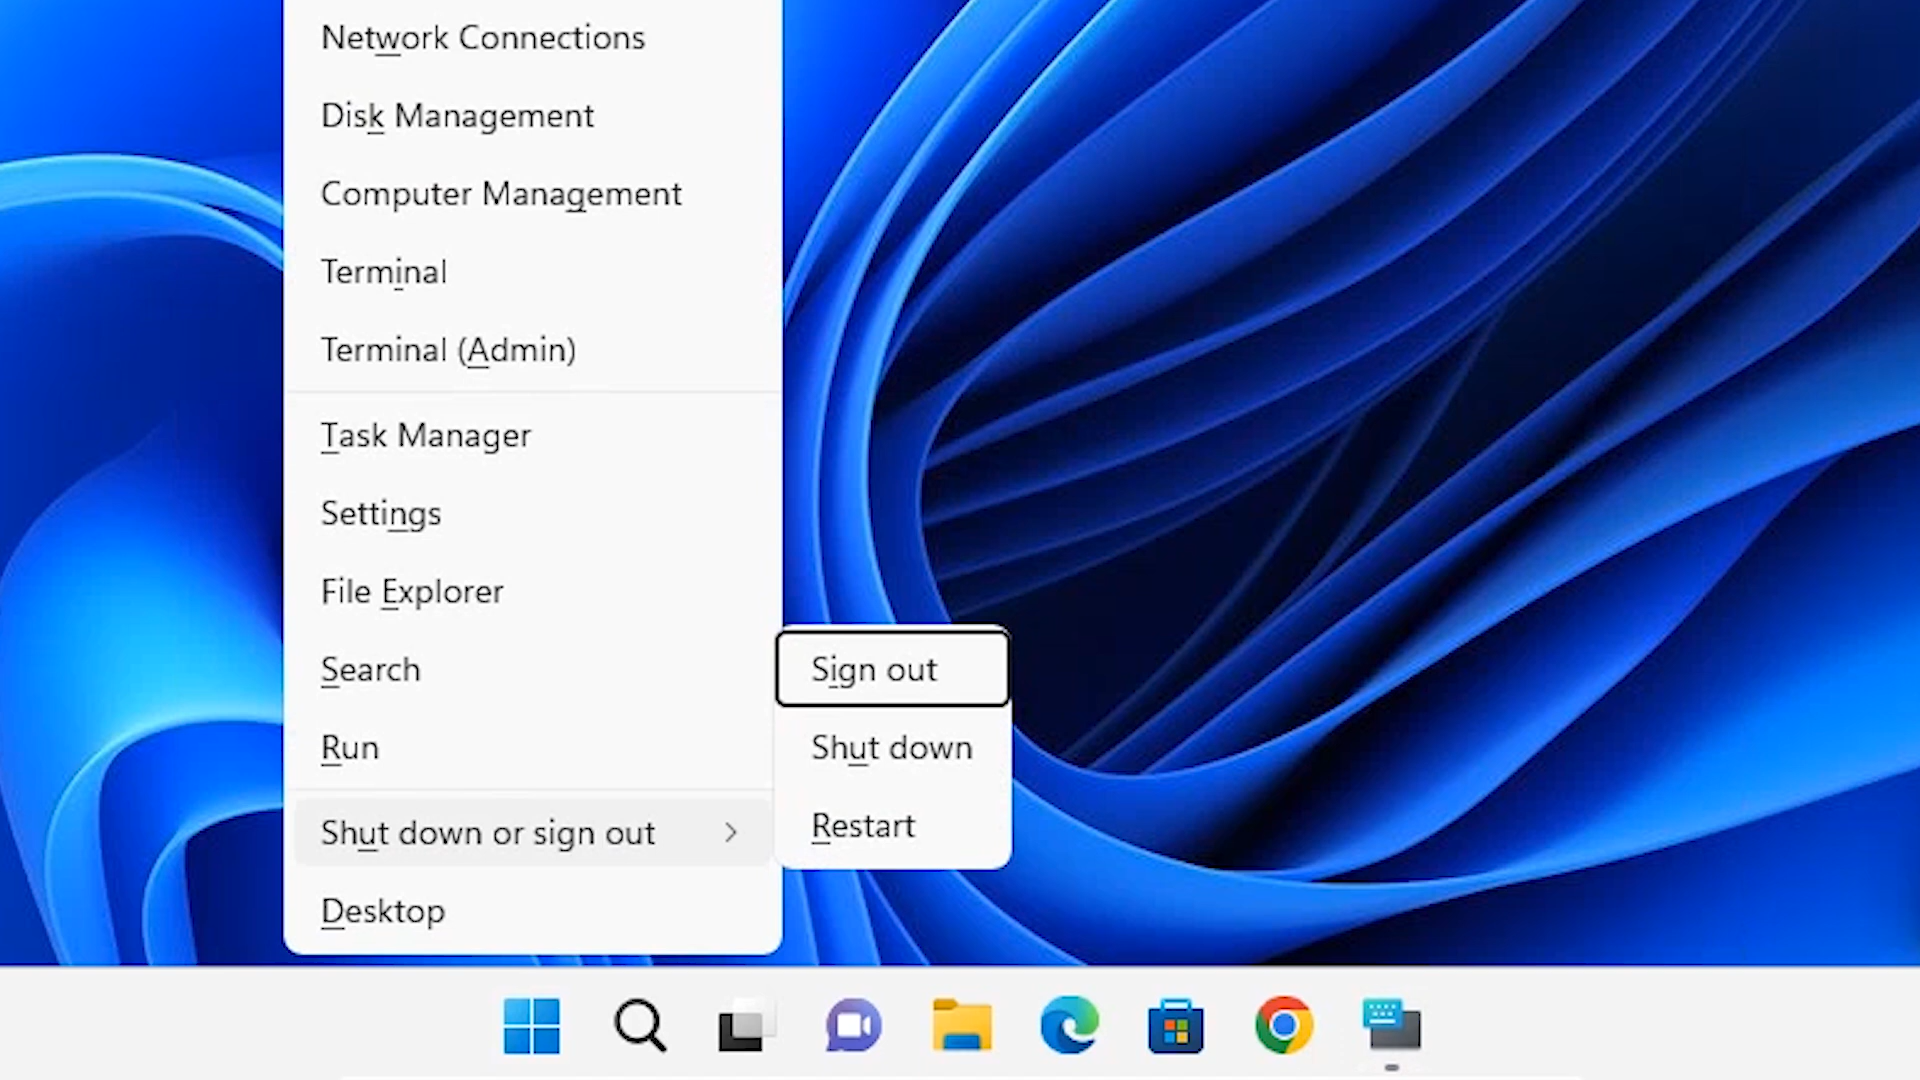 Network Connections
Disk Management
Computer Management
Terminal
Terminal (Admin)
Task Manager
Settings
File Explorer
Search
Run
Shut down or sign out
Desktop
Sign out
Shut down
Restart